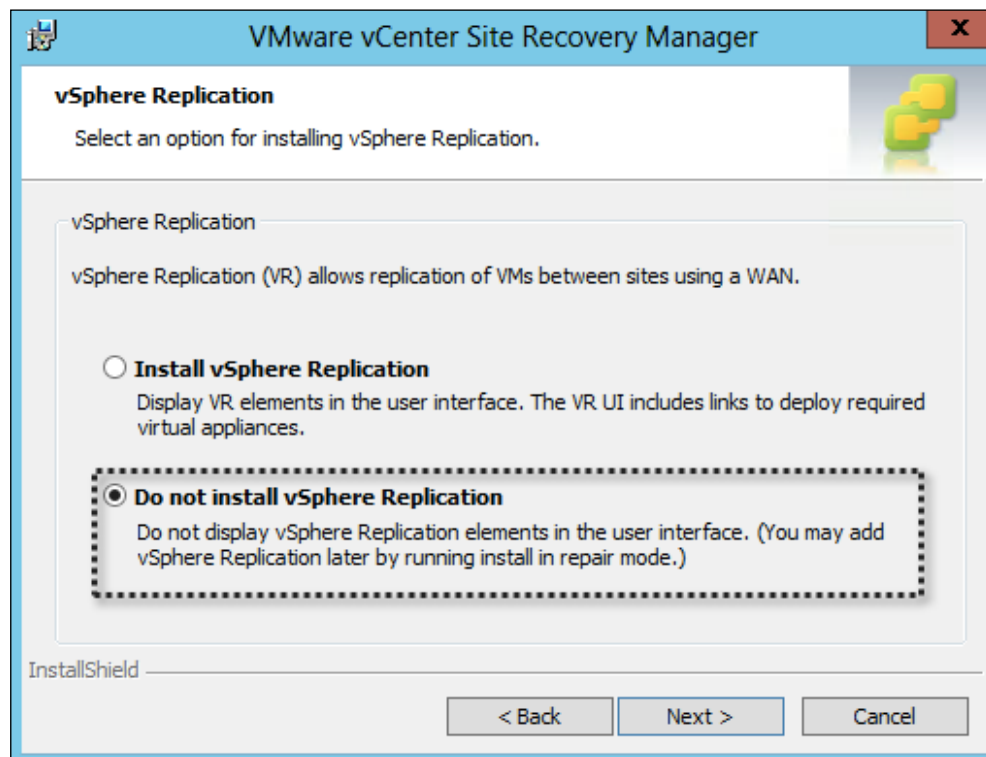 VMware vCenter Site Recovery Manager
x
vSphere Replication
Select an option for installing vSphere Replication.
vSphere Replication
vSphere Replication (VR) allows replication of VMs between sites using a WAN.
Install vSphere Replication
Display VR elements in the user interface. The VR UI includes links to deploy required
virtual appliances.
Do not install vSphere Replication
Do not display vSphere Replication elements in the user interface. (You may add
vSphere Replication later by running install in repair mode.)
InstallShield
< Back
Next >
Cancel